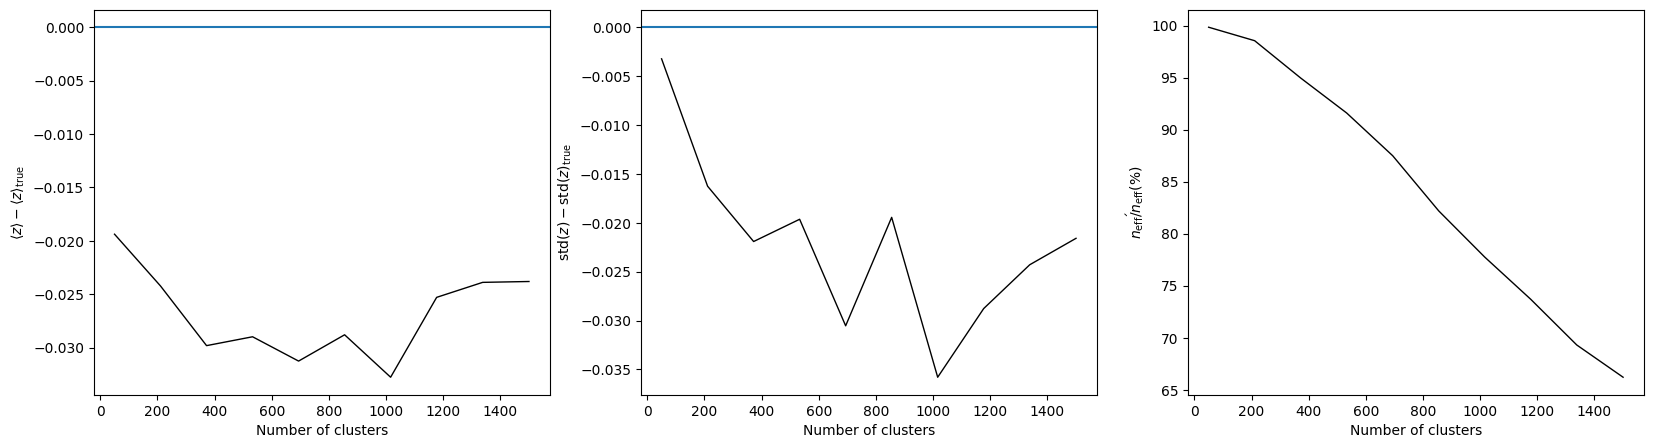 0.000
−0.005
−0.010
−0.015
−0.020
−0.025
−0.030
⟨z⟩ − ⟨z⟩true
0 200 400 600 800 1000 1200 1400
Number of clusters
0.000
−0.005
−0.010
−0.015
−0.020
−0.025
−0.030
−0.035
std(z) − std(z)true
0 200 400 600 800 1000 1200 1400
Number of clusters
100
95
90
85
80
75
70
65
n′eff/neff(%)
0 200 400 600 800 1000 1200 1400
Number of clusters